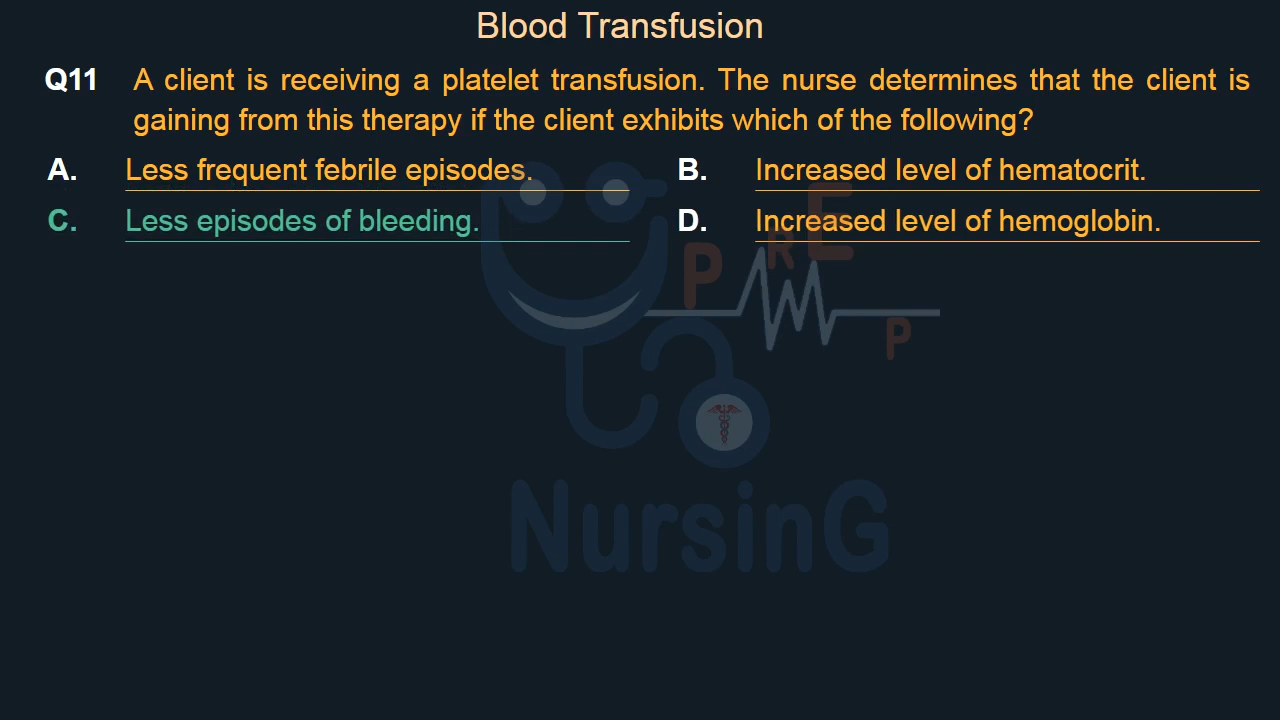 Blood Transfusion
Q11 A client is receiving a platelet transfusion. The nurse determines that the client is
gaining from this therapy if the client exhibits which of the following?
A. Less frequent febrile episodes. B. Increased level of hematocrit.
C. Less episodes of bleeding. D. Increased level of hemoglobin.
PREP
NursinG